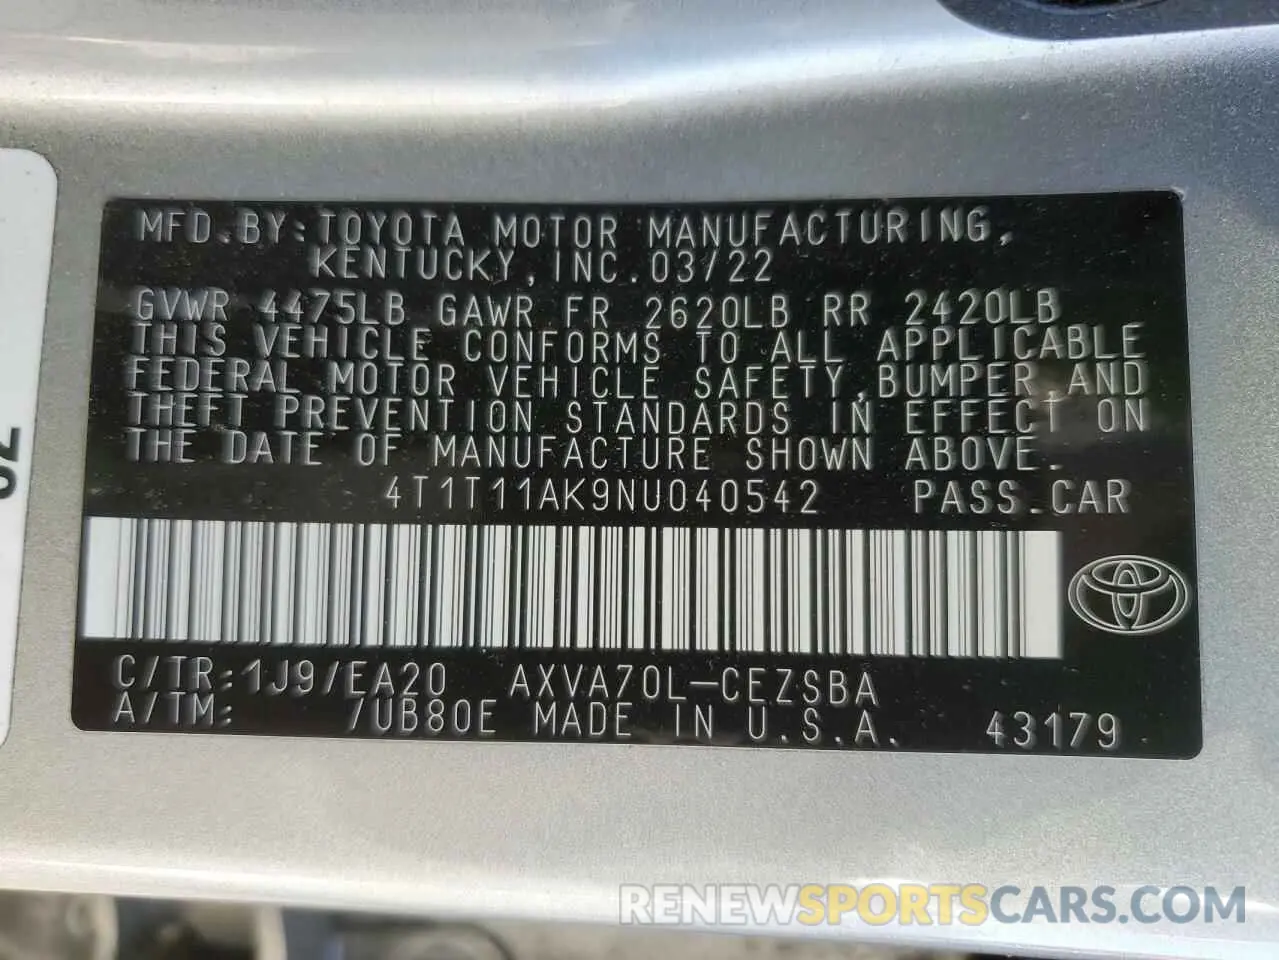 MFD.BY:TOYOTA MOTOR MANUFACTURING,
KENTUCKY,INC.03/22
GVWR 4475LB GAWR FR 2620LB RR 2420LB
THIS VEHICLE CONFORMS TO ALL APPLICABLE
FEDERAL MOTOR VEHICLE SAFETY,BUMPER,AND
THEFT PREVENTION STANDARDS IN EFFECT ON
THE DATE OF MANUFACTURE SHOWN ABOVE.
4T1T11AK9NU040542 PASS.CAR
C/TR:1J9/EA20 AXVA70L-CEZSBA
A/TM: /UB80E MADE IN U.S.A. 43179
RENEWSPORTSCARS.COM